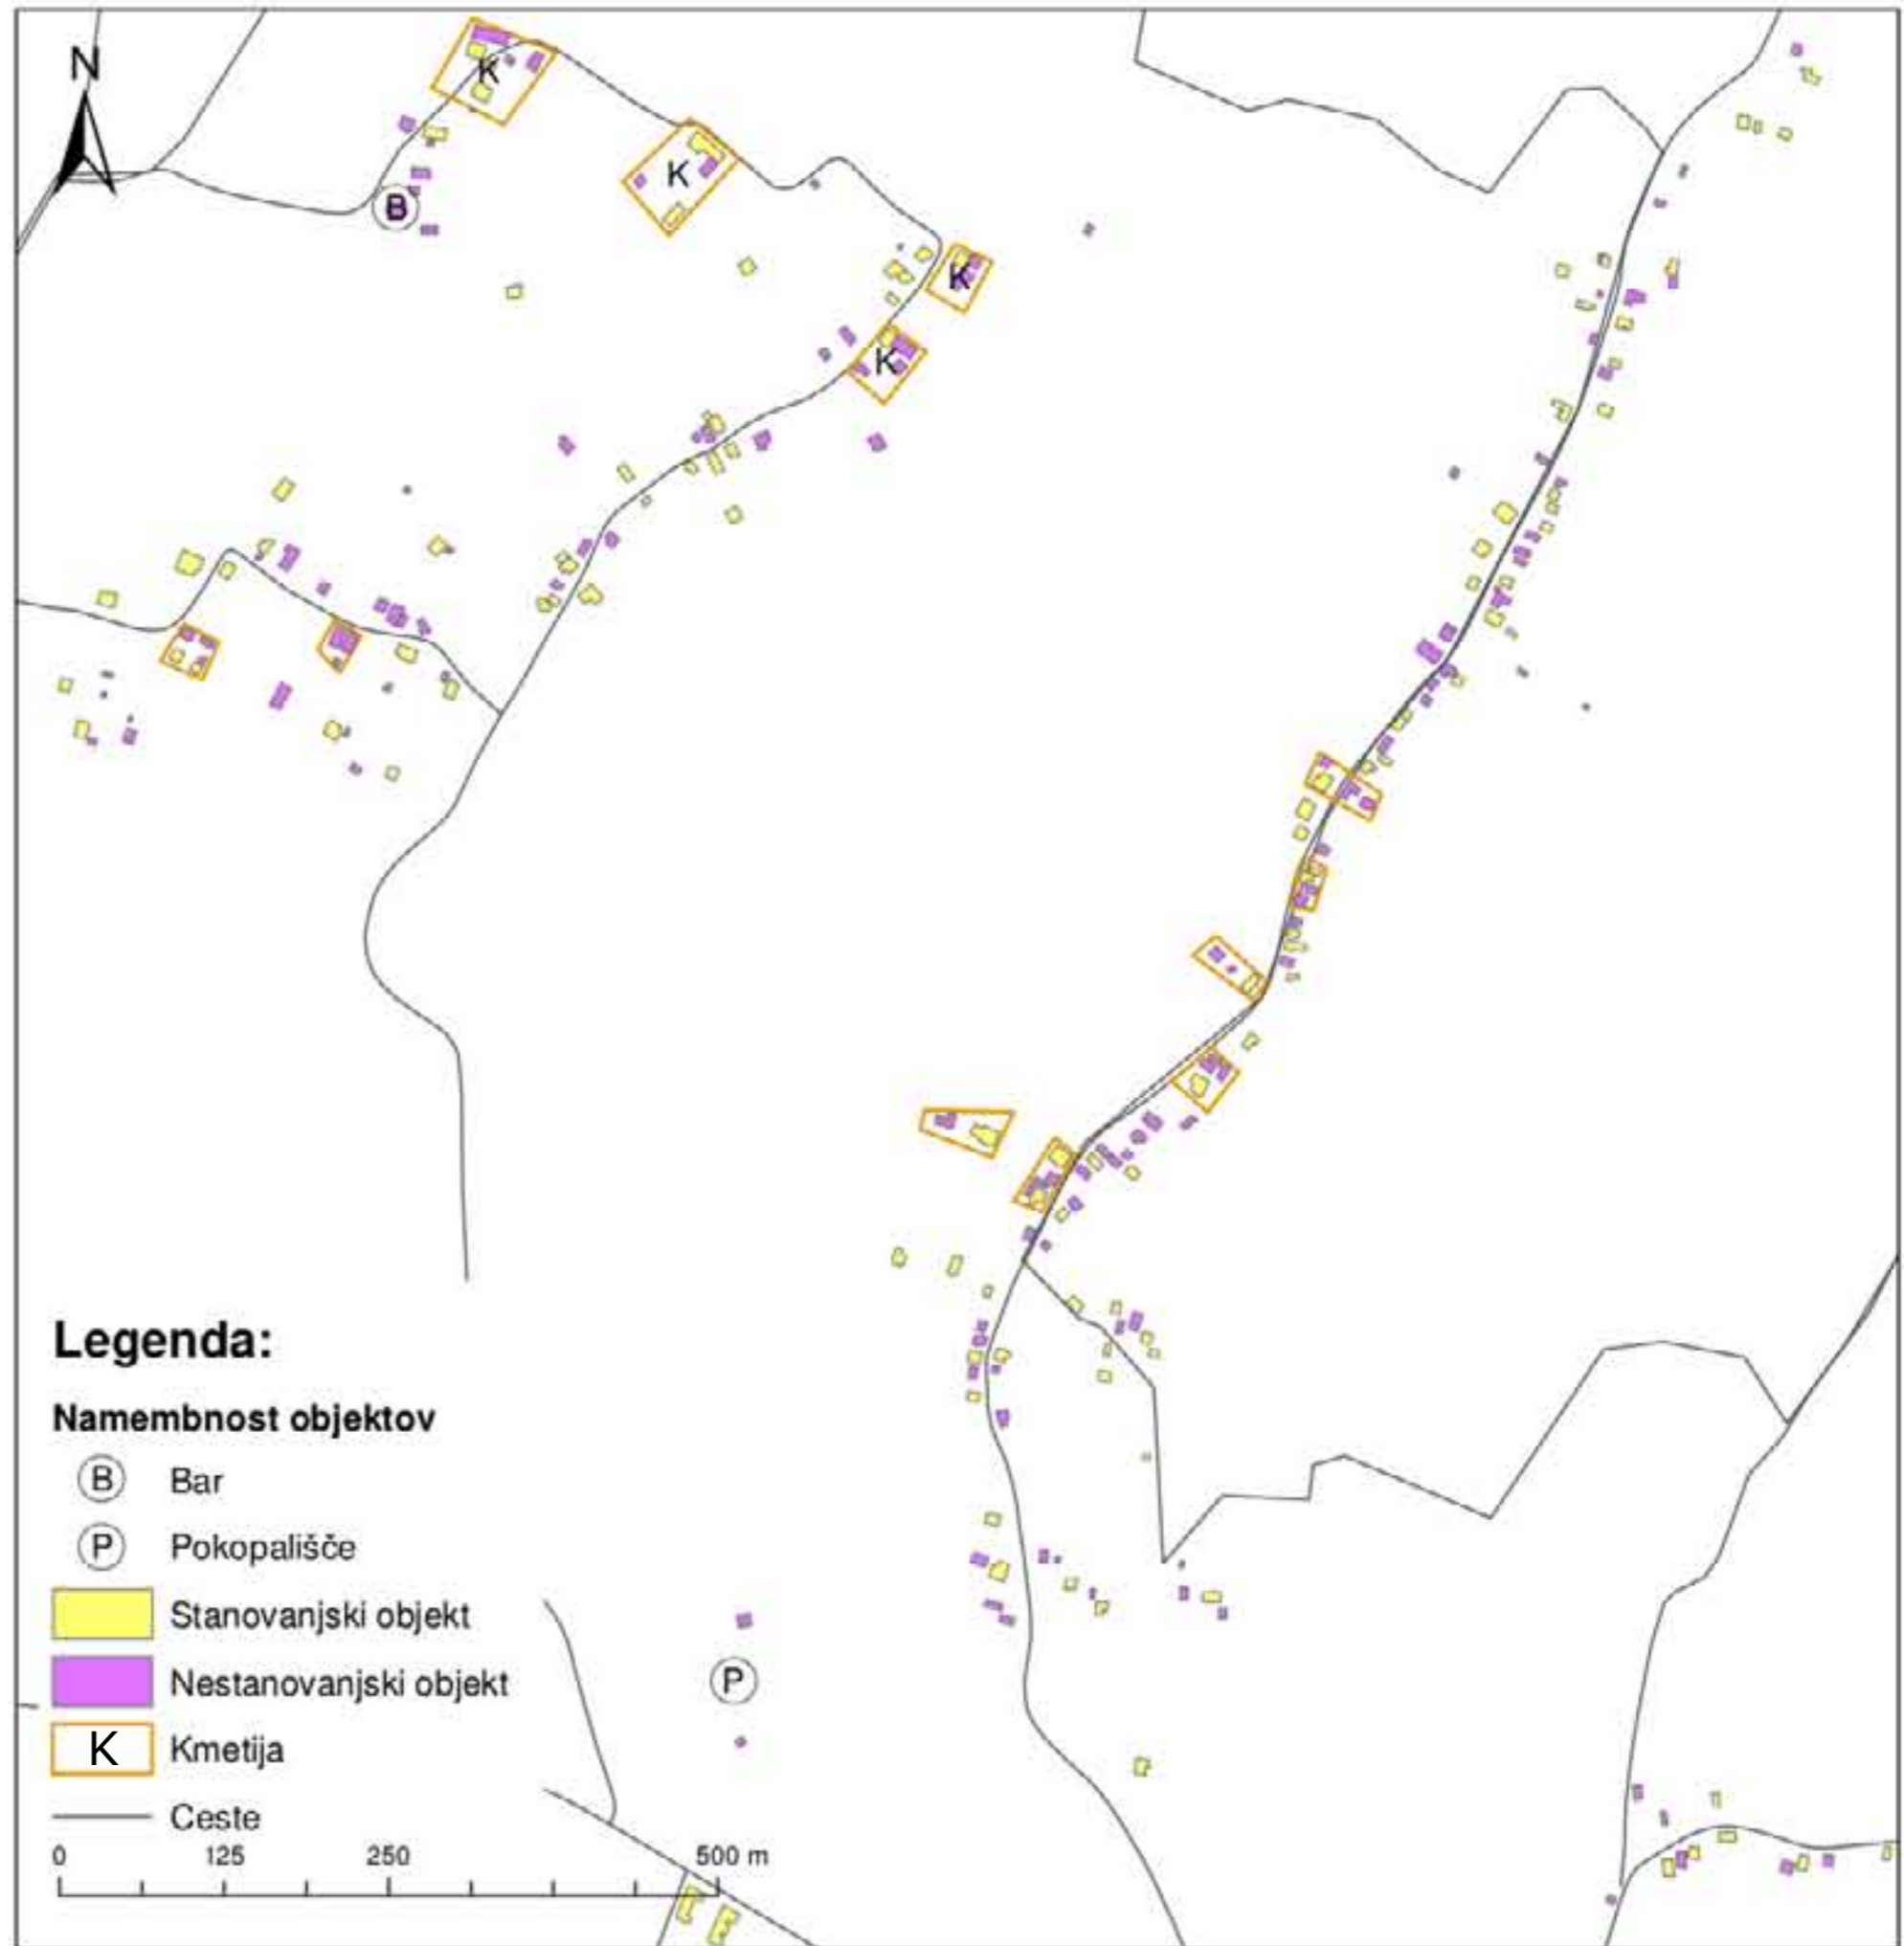 N
K
K
B
K
K
Legenda:
Namembnost objektov
B Bar
P Pokopališče
Stanovanjski objekt
Nestanovanjski objekt
P
K Kmetija
Ceste
0 125 250 500 m